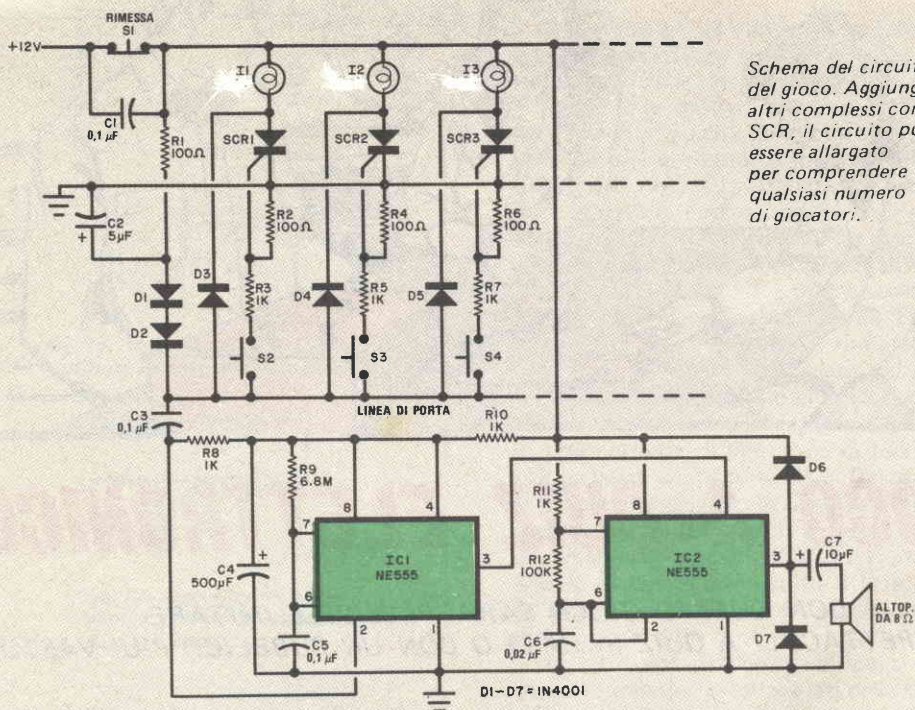 RIMESSA
S1
+12V
C1
0,1 µF
R1
100Ω
I1
I2
I3
SCR1
SCR2
SCR3
R2
100Ω
R4
100Ω
R6
100Ω
C2
5µF
+
D1
D2
D3
D4
D5
R3
1K
R5
1K
R7
1K
S2
S3
S4
LINEA DI PORTA
C3
0,1 µF
R8
1K
R10
1K
R9
6.8M
R11
1K
R12
100K
C4
500µF
+
C5
0,1 µF
C6
0,02 µF
8
4
7
6
3
2
1
IC1
NE555
8
4
7
6
3
2
1
IC2
NE555
D6
D7
+
C7
10µF
ALTOP.
DA 8 Ω
D1–D7 = 1N4001
Schema del circuit
del gioco. Aggiung
altri complessi con
SCR, il circuito pu
essere allargato
per comprendere
qualsiasi numero
di giocatori.